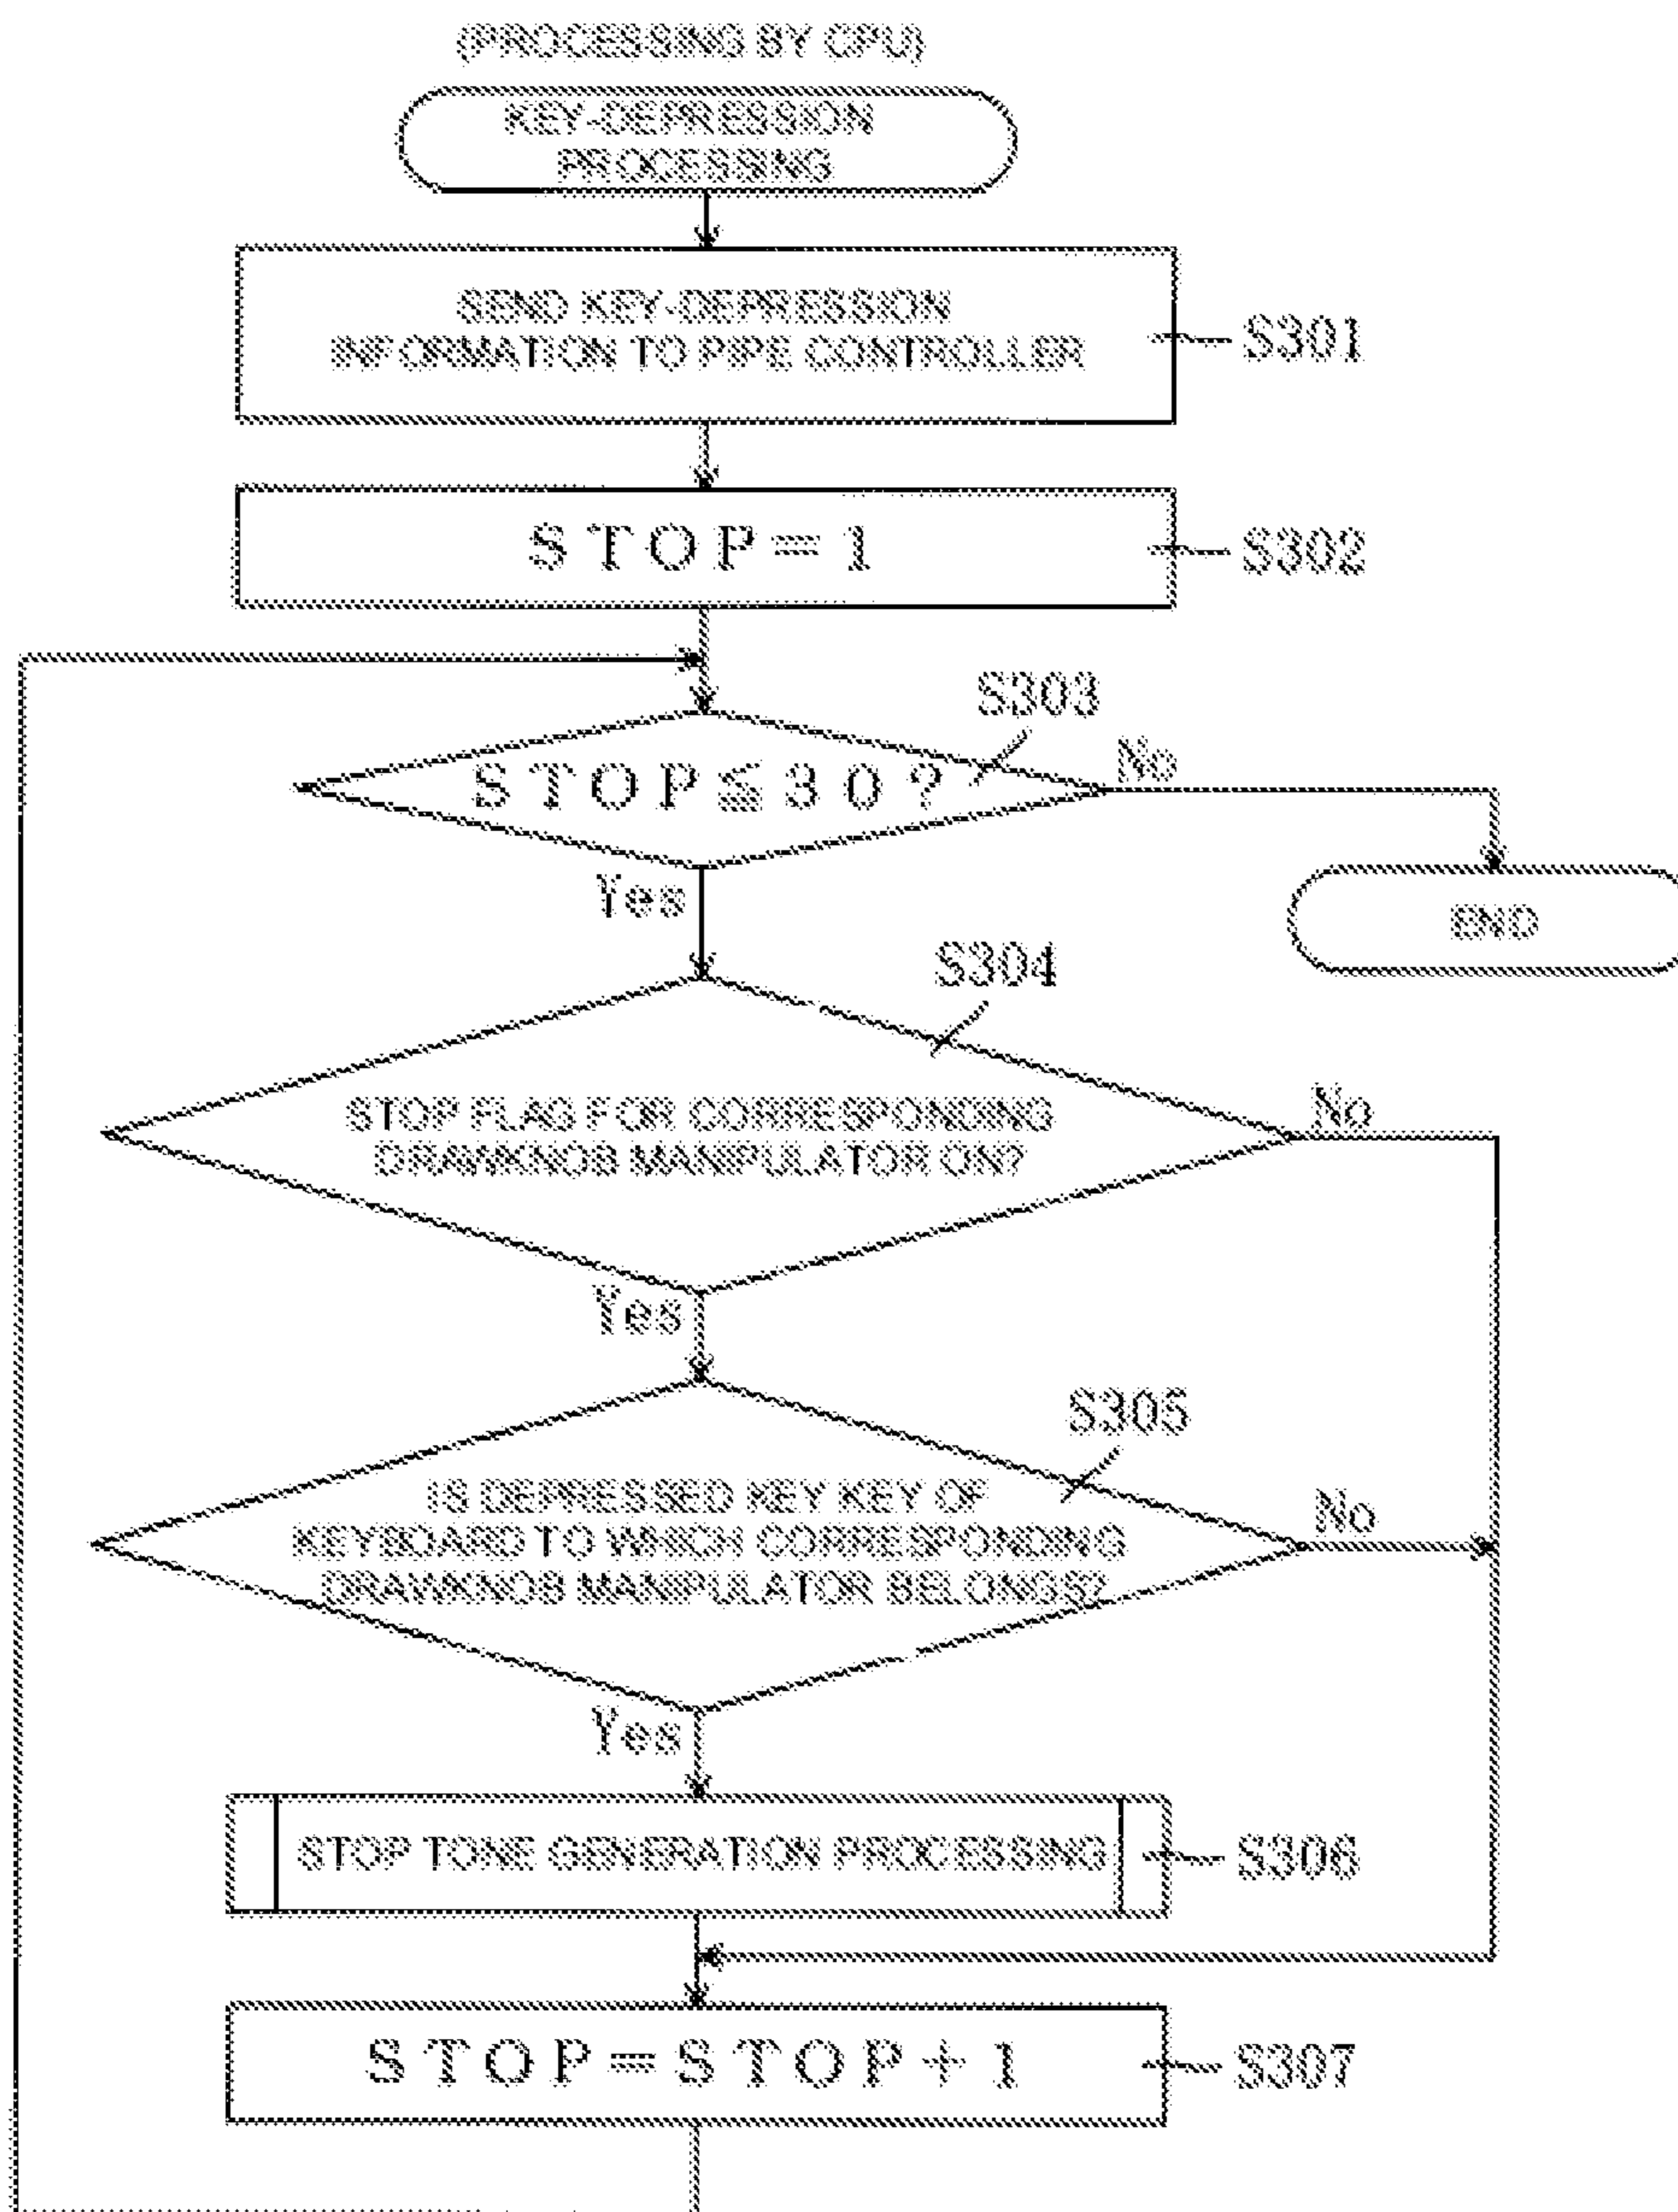 (PROCESSING BY CPU)
KEY-DEPRESSION
PROCESSING
SEND KEY-DEPRESSION
INFORMATION TO PIPE CONTROLLER
S301
STOP=1
S302
S303
STOP≦30?
No
Yes
END
S304
STOP FLAG FOR CORRESPONDING
DRAWKNOB MANIPULATOR ON?
No
Yes
S305
IS DEPRESSED KEY KEY OF
KEYBOARD TO WHICH CORRESPONDING
DRAWKNOB MANIPULATOR BELONGS?
No
Yes
STOP TONE GENERATION PROCESSING
S306
STOP=STOP+1
S307